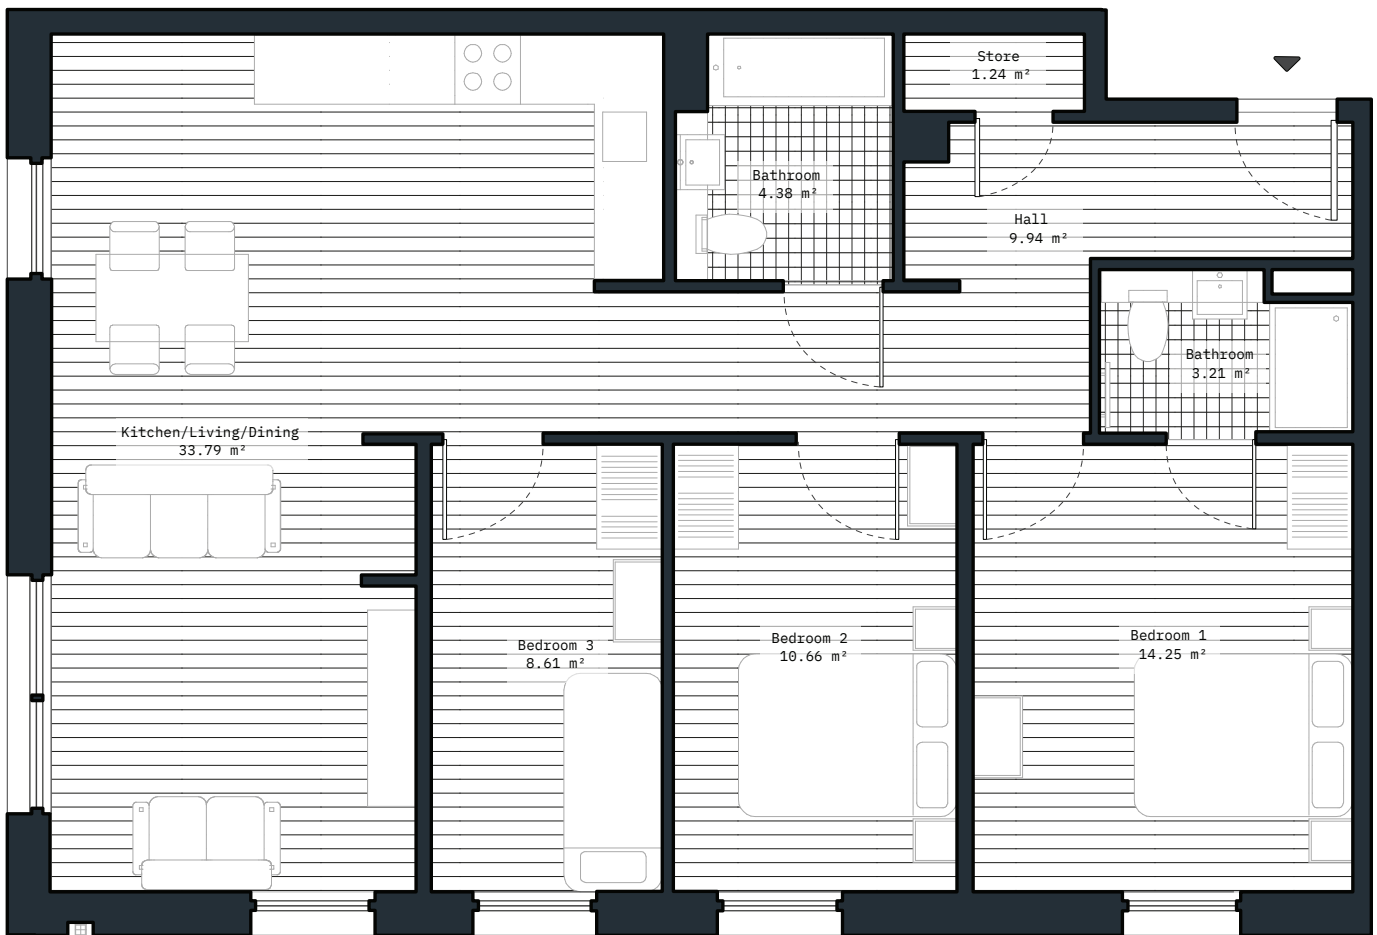 Store
1.24 m²
Bathroom
4.38 m²
Hall
9.94 m²
Bathroom
3.21 m²
Kitchen/Living/Dining
33.79 m²
Bedroom 3
8.61 m²
Bedroom 2
10.66 m²
Bedroom 1
14.25 m²